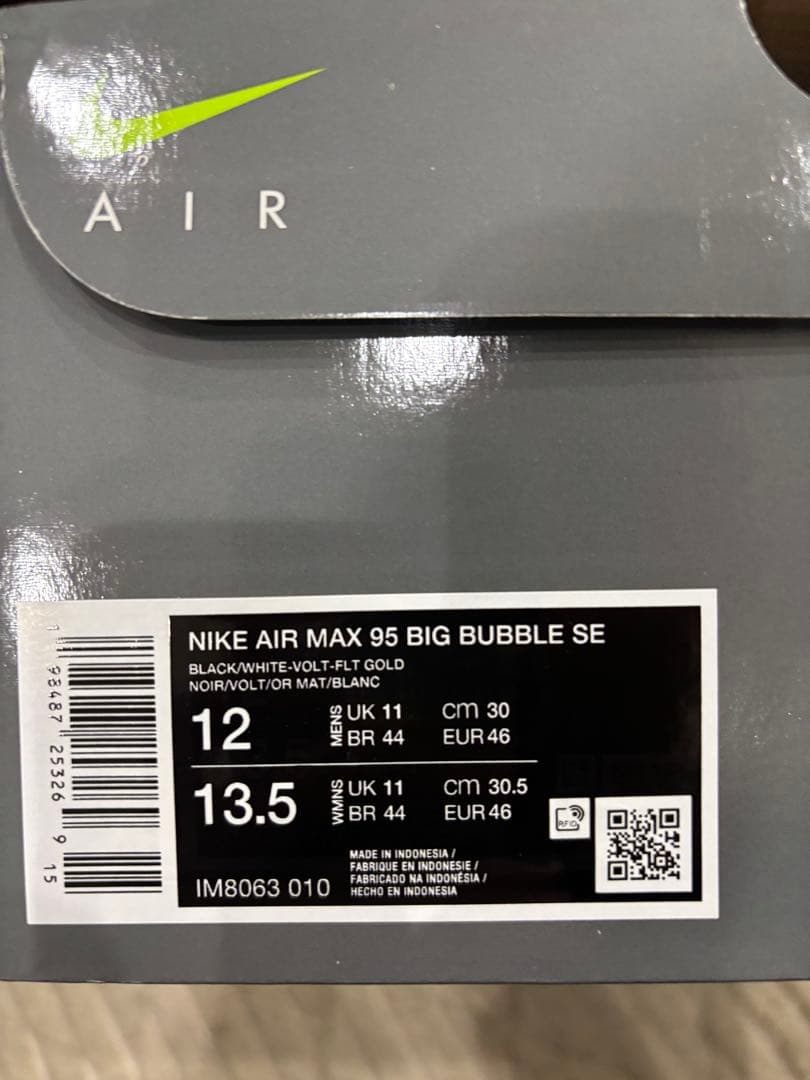 AIR
NIKE AIR MAX 95 BIG BUBBLE SE
BLACK/WHITE-VOLT-FLT GOLD
NOIR/VOLT/OR MAT/BLANC
12
MENS
UK 11
cm 30
BR 44
EUR 46
13.5
WMNS
UK 11
cm 30.5
BR 44
EUR 46
RFID
IM8063 010
MADE IN INDONESIA /
FABRIQUE EN INDONESIE /
FABRICADO NA INDONÉSIA /
HECHO EN INDONESIA
98487 25326 9 15